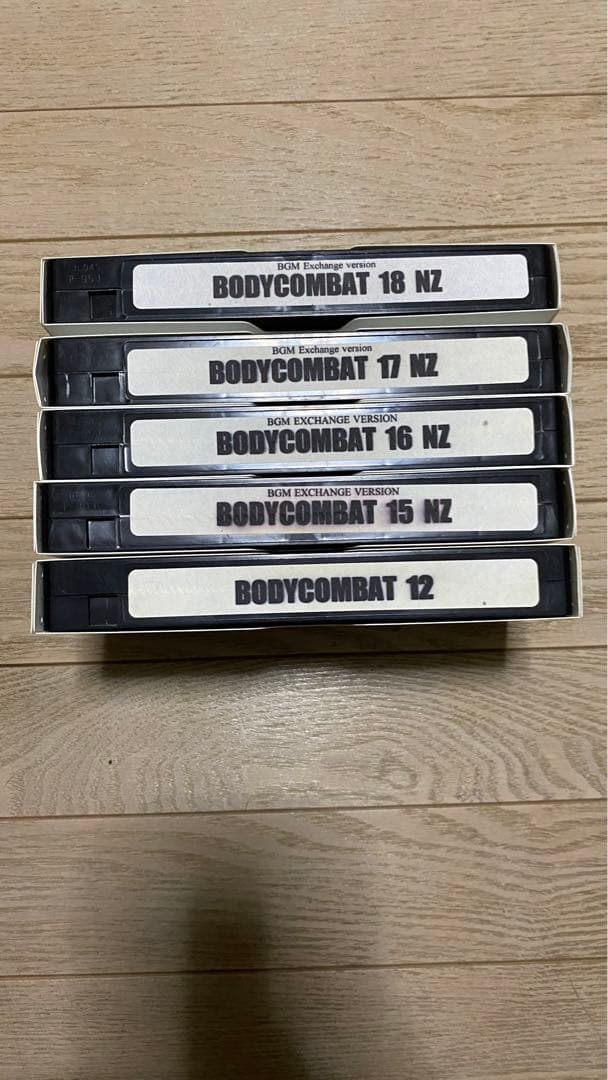 BGM Exchange version
BODYCOMBAT 18 NZ
BGM Exchange version
BODYCOMBAT 17 NZ
BGM EXCHANGE VERSION
BODYCOMBAT 16 NZ
BGM EXCHANGE VERSION
BODYCOMBAT 15 NZ
BODYCOMBAT 12